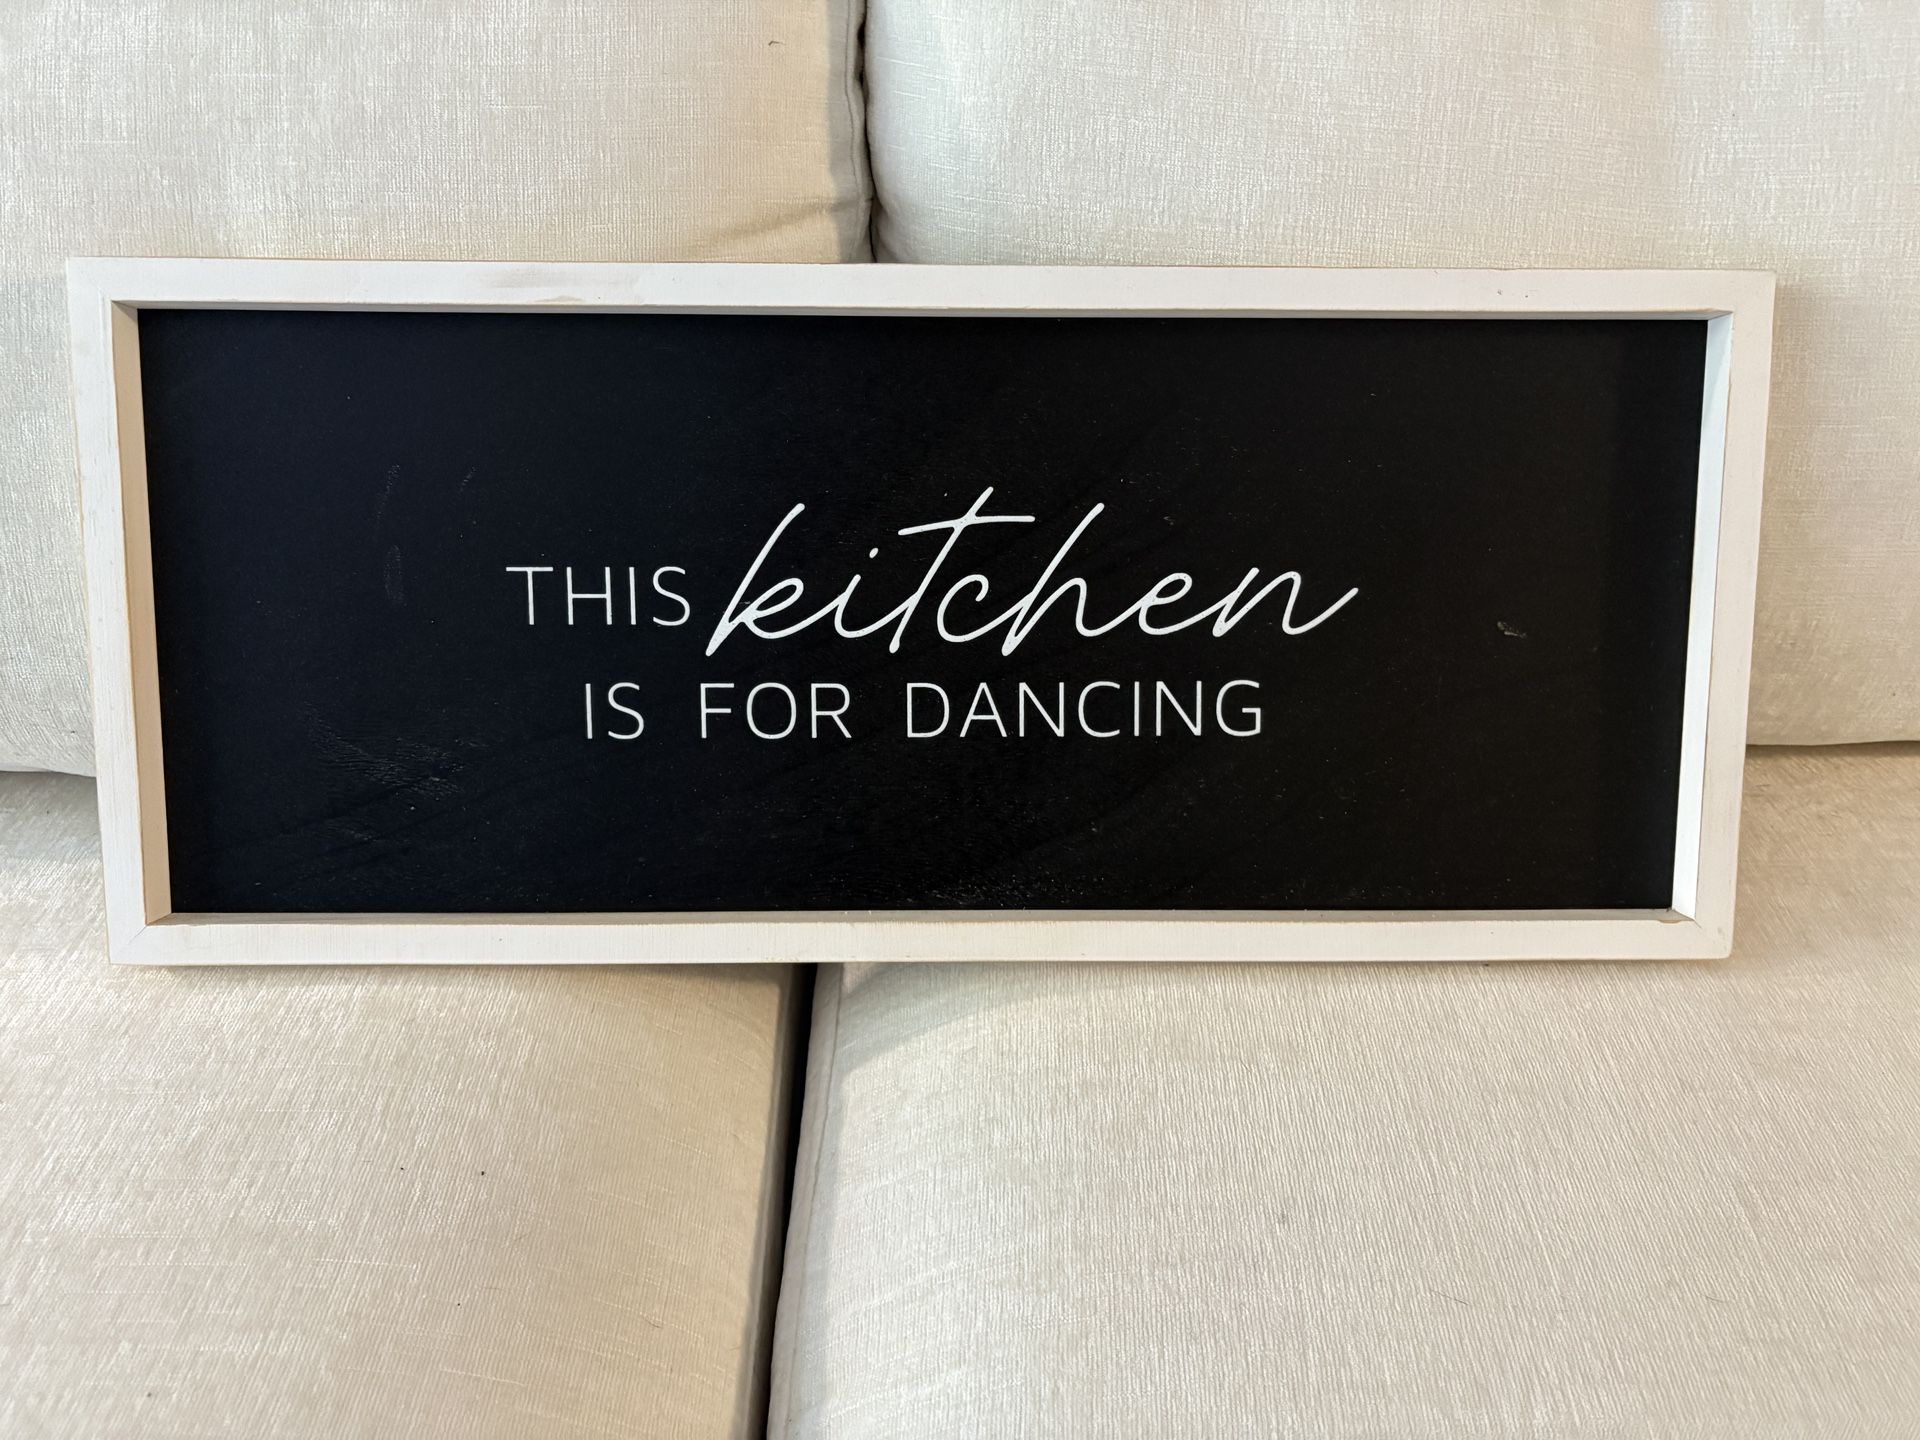 THIS kitchen
IS FOR DANCING